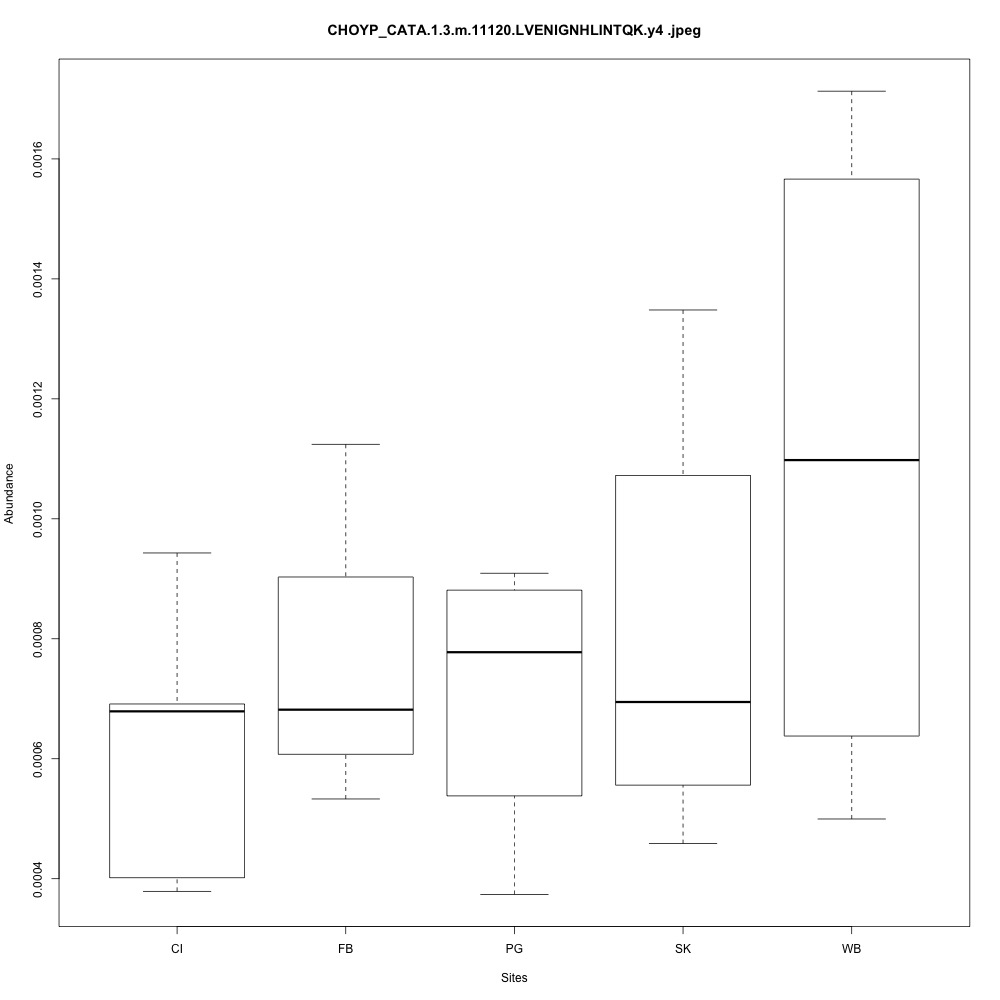 CHOYP_CATA.1.3.m.11120.LVENIGNHLINTQK.y4 .jpeg
Abundance
0.0016
0.0014
0.0012
0.0010
0.0008
0.0006
0.0004
CI FB PG SK WB
Sites